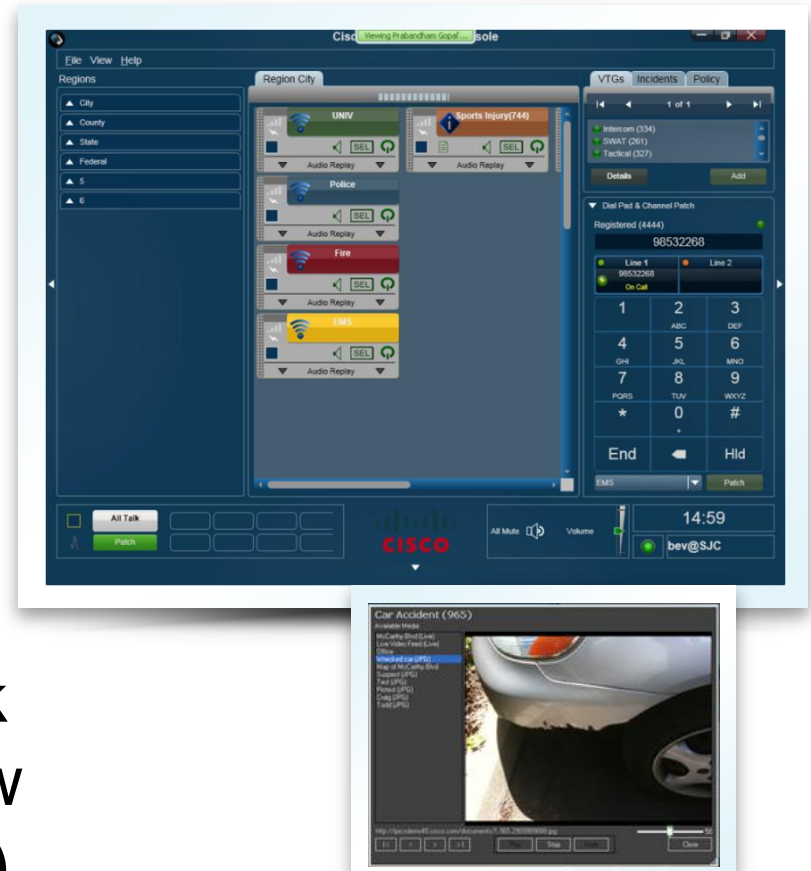 Cisc Viewing Prabandham Gopal'... sole
File View Help
Regions
City
County
State
Federal
5
6
Region City
UNIV
SEL
Audio Replay
Sports Injury(744)
SEL
Audio Replay
Police
SEL
Audio Replay
Fire
SEL
Audio Replay
EMS
SEL
Audio Replay
VTGs Incidents Policy
1 of 1
Intercom (334)
SWAT (261)
Tactical (327)
Details Add
Dial Pad & Channel Patch
Registered (4444)
98532268
Line 1 Line 2
98532268
On Call
1 2 3
ABC DEF
4 5 6
GHI JKL MNO
7 8 9
PQRS TUV WXYZ
* 0 #
+
End Hld
EMS Patch
All Talk
Patch
CISCO
All Mute Volume
14:59
bev@SJC
Car Accident (965)
Available Media
McCarthy Blvd (Live)
Live Video Feed (Live)
Office
Wrecked car (JPG)
Map of McCarthy Blvd
Suspect (JPG)
Test (JPG)
Craig (JPG)
Todd (JPG)
50
Play Stop Close
k
w
)